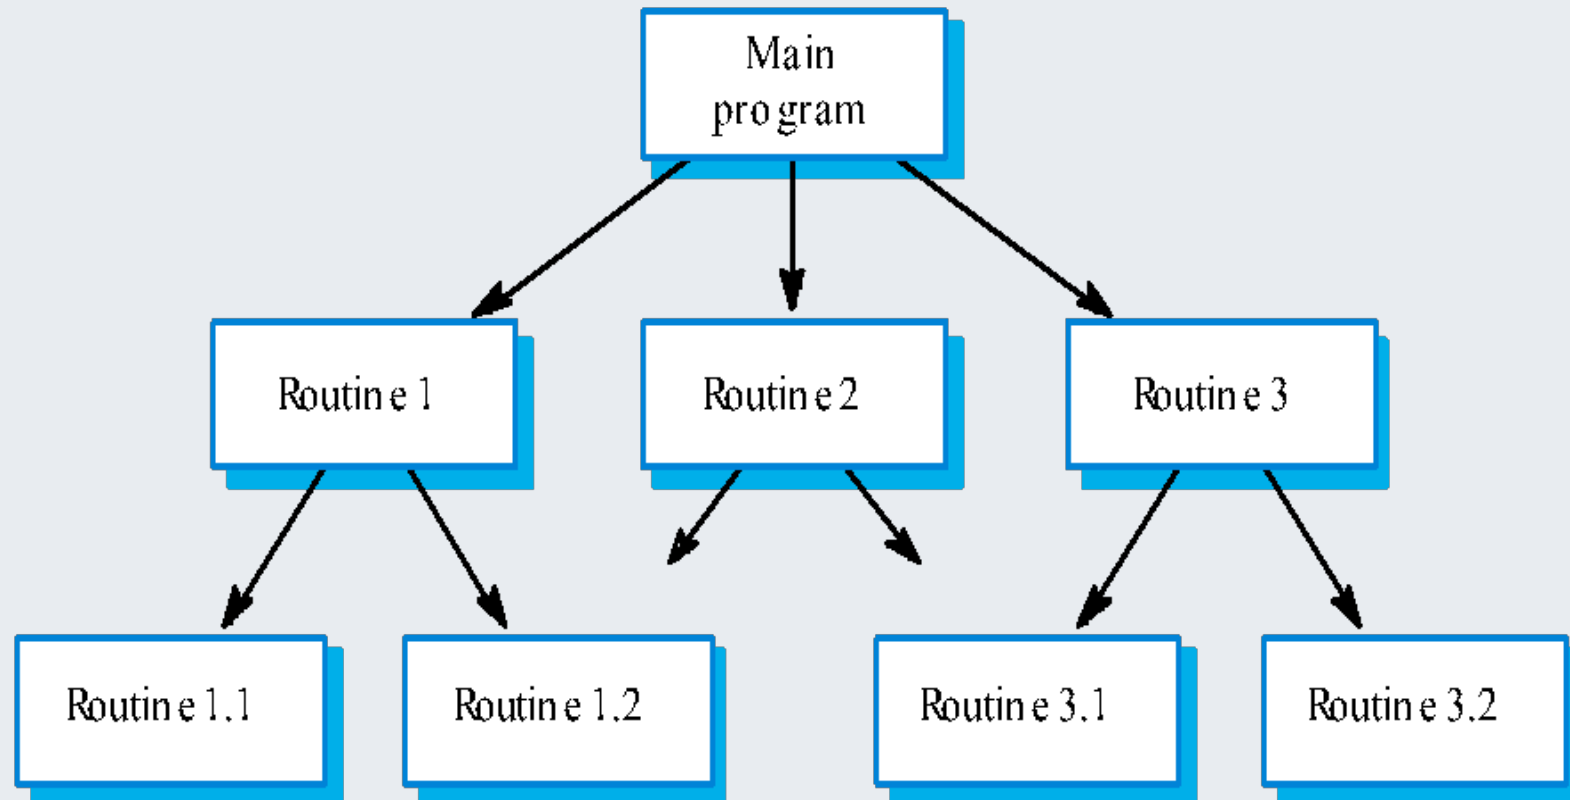 Main
program
Routine 1
Routine 2
Routine 3
Routine 1.1
Routine 1.2
Routine 3.1
Routine 3.2